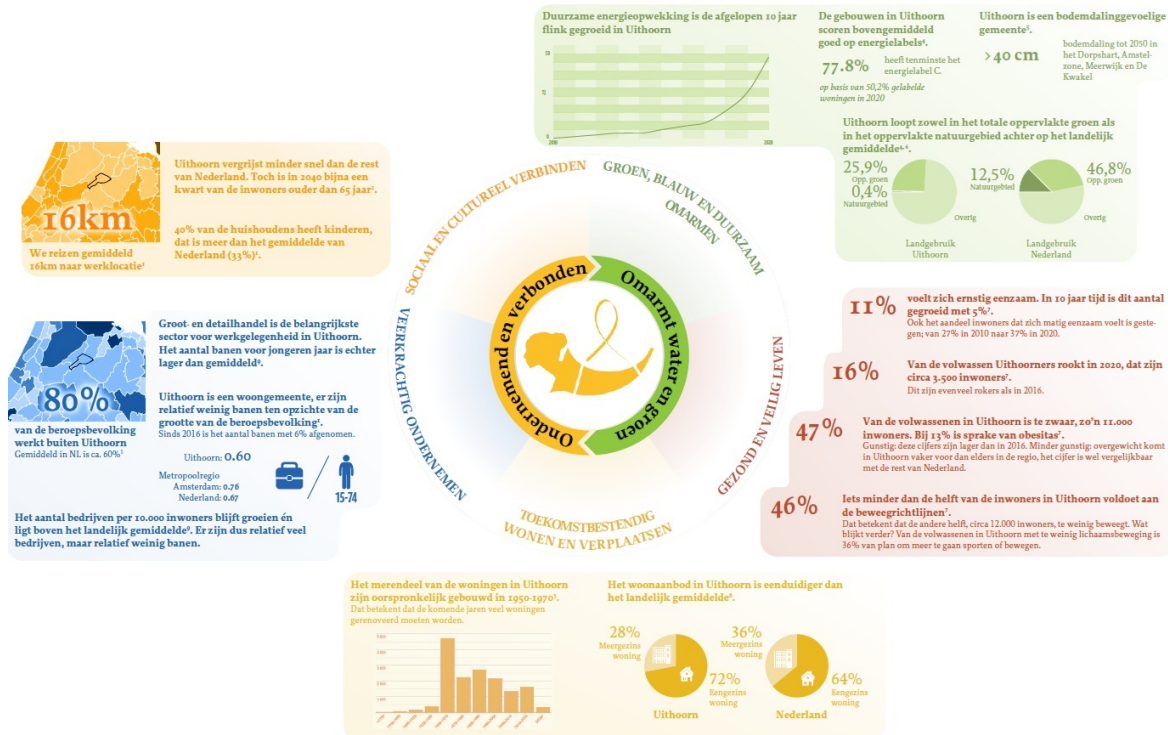 Duurzame energieopwekking is de afgelopen 10 jaar
flink gegroeid in Uithoorn
De gebouwen in Uithoorn
scoren bovengemiddeld
goed op energielabels⁴.
77.8%
heeft tenminste het
energielabel C.
op basis van 50,2% gelabelde
woningen in 2020
Uithoorn is een bodemdalinggevoelige
gemeente⁵.
>40 cm
bodemdaling tot 2050 in
het Dorpshart, Amstel-
zone, Meerwijk en De
Kwakel
Uithoorn loopt zowel in het totale oppervlakte groen als
in het oppervlakte natuurgebied achter op het landelijk
gemiddelde⁴,⁶.
25,9%
Opp. groen
0,4%
Natuurgebied
Overig
Landgebruik
Uithoorn
12,5%
Natuurgebied
46,8%
Opp. groen
Overig
Landgebruik
Nederland
16km
We reizen gemiddeld
16km naar werklocatie¹
Uithoorn vergrijst minder snel dan de rest
van Nederland. Toch is in 2040 bijna een
kwart van de inwoners ouder dan 65 jaar².
40% van de huishoudens heeft kinderen,
dat is meer dan het gemiddelde van
Nederland (33%)¹.
SOCIAAL EN CULTUREEL VERBINDEN
GROEN, BLAUW EN DUURZAAM
OMARMEN
GEZOND EN VEILIG LEVEN
TOEKOMSTBESTENDIG
WONEN EN VERPLAATSEN
VEERKRACHTIG ONDERNEMEN
Ondernemend en verbonden
Omarmt water en groen
80%
van de beroepsbevolking
werkt buiten Uithoorn
Gemiddeld in NL is ca. 60%¹
Groot- en detailhandel is de belangrijkste
sector voor werkgelegenheid in Uithoorn.
Het aantal banen voor jongeren jaar is echter
lager dan gemiddeld⁹.
Uithoorn is een woongemeente, er zijn
relatief weinig banen ten opzichte van de
grootte van de beroepsbevolking¹.
Sinds 2016 is het aantal banen met 6% afgenomen.
Uithoorn: 0.60
Metropoolregio
Amsterdam: 0.76
Nederland: 0.67
15-74
Het aantal bedrijven per 10.000 inwoners blijft groeien én
ligt boven het landelijk gemiddelde⁹. Er zijn dus relatief veel
bedrijven, maar relatief weinig banen.
11%
voelt zich ernstig eenzaam. In 10 jaar tijd is dit aantal
gegroeid met 5%⁷.
Ook het aandeel inwoners dat zich matig eenzaam voelt is geste-
gen; van 27% in 2010 naar 37% in 2020.
16%
Van de volwassen Uithoorners rookt in 2020, dat zijn
circa 3.500 inwoners⁷.
Dit zijn evenveel rokers als in 2016.
47%
Van de volwassenen in Uithoorn is te zwaar, zo'n 11.000
inwoners. Bij 13% is sprake van obesitas⁷.
Gunstig: deze cijfers zijn lager dan in 2016. Minder gunstig: overgewicht komt
in Uithoorn vaker voor dan elders in de regio, het cijfer is wel vergelijkbaar
met de rest van Nederland.
46%
Iets minder dan de helft van de inwoners in Uithoorn voldoet aan
de beweegrichtlijnen⁷.
Dat betekent dat de andere helft, circa 12.000 inwoners, te weinig beweegt. Wat
blijkt verder? Van de volwassenen in Uithoorn met te weinig lichaamsbeweging is
36% van plan om meer te gaan sporten of bewegen.
Het merendeel van de woningen in Uithoorn
zijn oorspronkelijk gebouwd in 1950-1970³.
Dat betekent dat de komende jaren veel woningen
gerenoveerd moeten worden.
Het woonaanbod in Uithoorn is eenduidiger dan
het landelijk gemiddelde⁸.
28%
Meergezins
woning
72%
Eengezins
woning
Uithoorn
36%
Meergezins
woning
64%
Eengezins
woning
Nederland